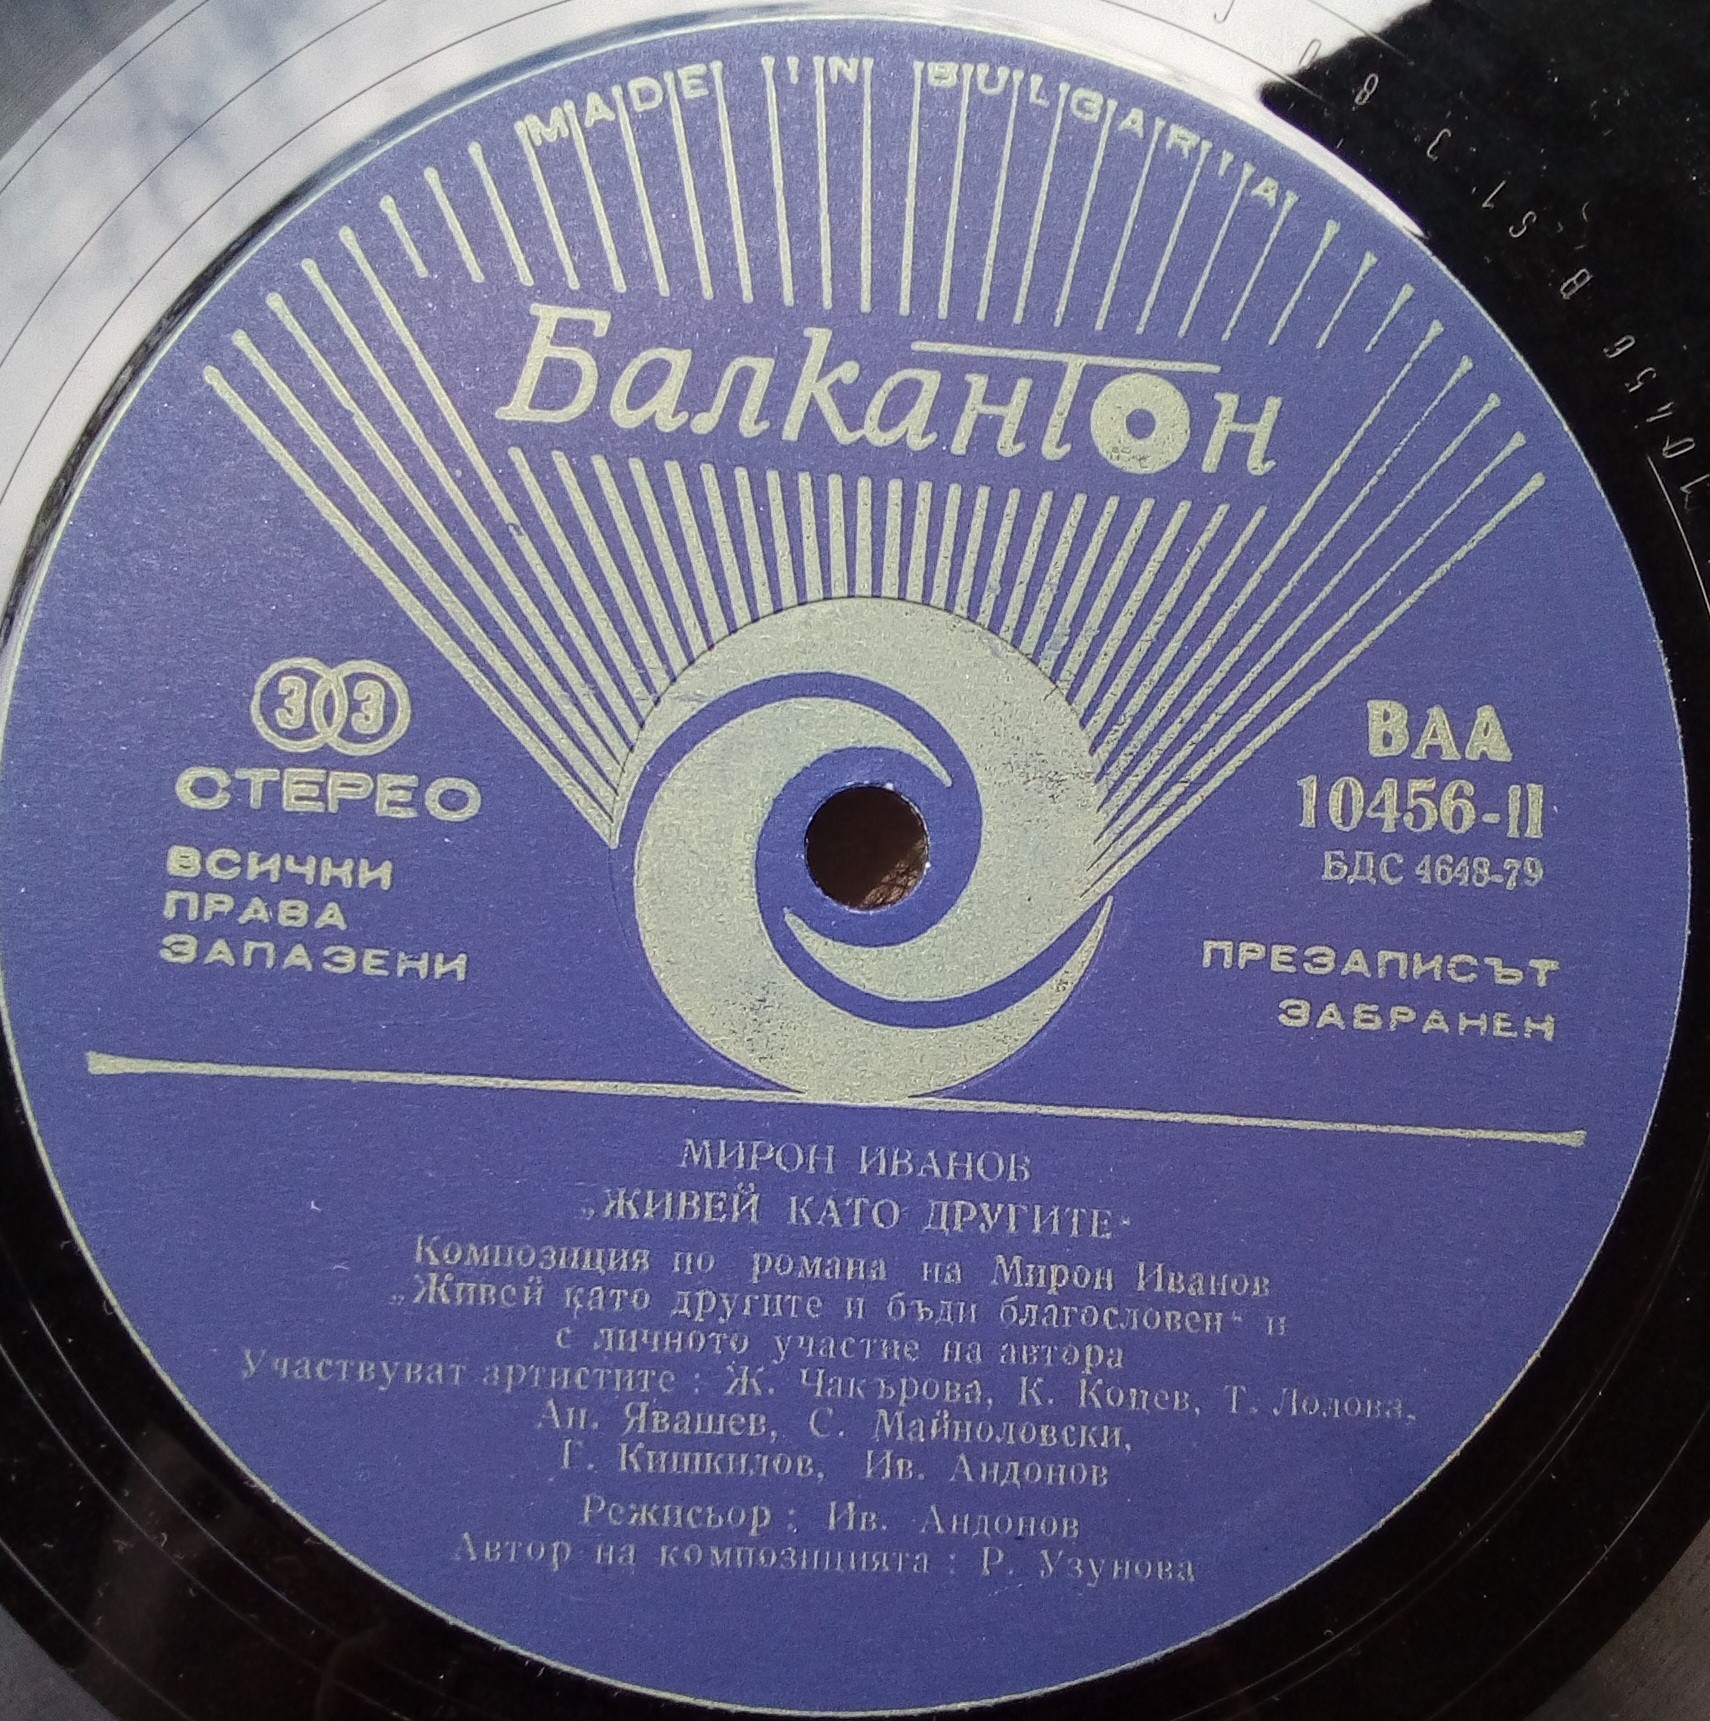 MADE IN BULGARIA
Балкантон
33
СТЕРЕО
ВСИЧКИ
ПРАВА
ЗАПАЗЕНИ
ВАА
10456-II
БДС 4648-79
ПРЕЗАПИСЪТ
ЗАБРАНЕН
МИРОН ИВАНОВ
„ЖИВЕЙ КАТО ДРУГИТЕ“
Композиция по романа на Мирон Иванов
„Живей като другите и бъди благословен“ и
с личното участие на автора
Участвуват артистите : Ж. Чакърова, К. Коцев, Т. Лолова,
Ан. Явашев, С. Майноловски,
Г. Кишкилов, Ив. Андонов
Режисьор : Ив. Андонов
Автор на композицията : Р. Узунова